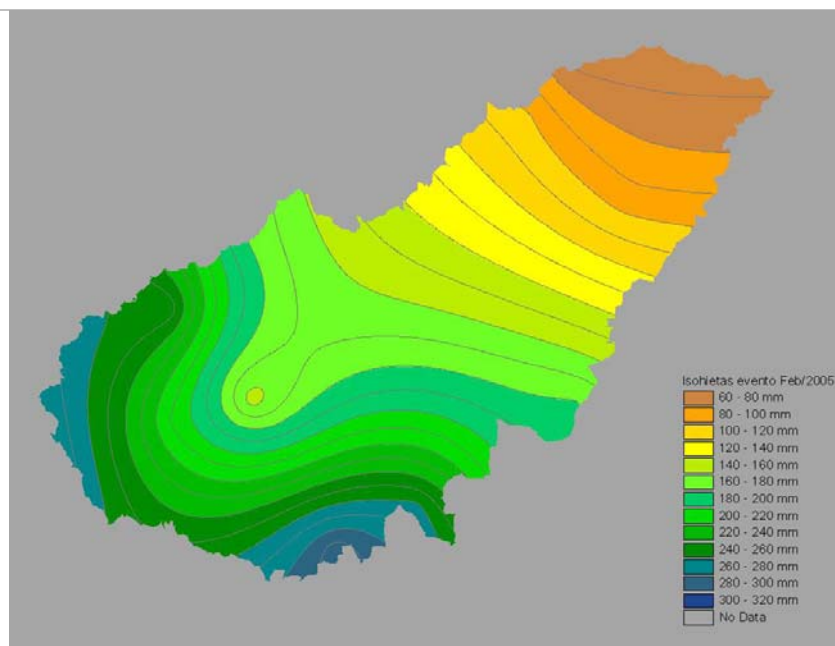 Isohietas evento Feb/2005
60 - 80 mm
80 - 100 mm
100 - 120 mm
120 - 140 mm
140 - 160 mm
160 - 180 mm
180 - 200 mm
200 - 220 mm
220 - 240 mm
240 - 260 mm
260 - 280 mm
280 - 300 mm
300 - 320 mm
No Data